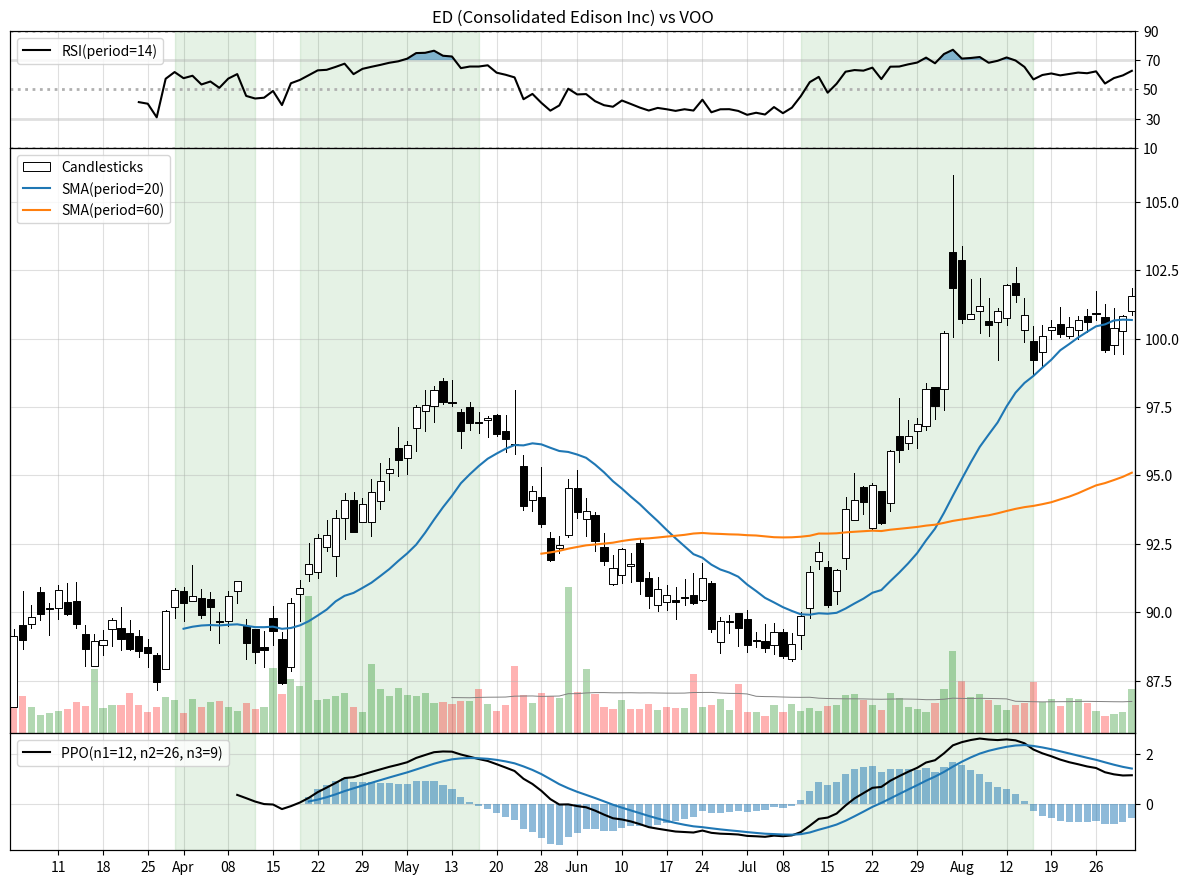 ED (Consolidated Edison Inc) vs VOO
RSI(period=14)
90
70
50
30
10
Candlesticks
SMA(period=20)
SMA(period=60)
105.0
102.5
100.0
97.5
95.0
92.5
90.0
87.5
PPO(n1=12, n2=26, n3=9)
2
0
11 18 25 Apr 08 15 22 29 May 13 20 28 Jun 10 17 24 Jul 08 15 22 29 Aug 12 19 26